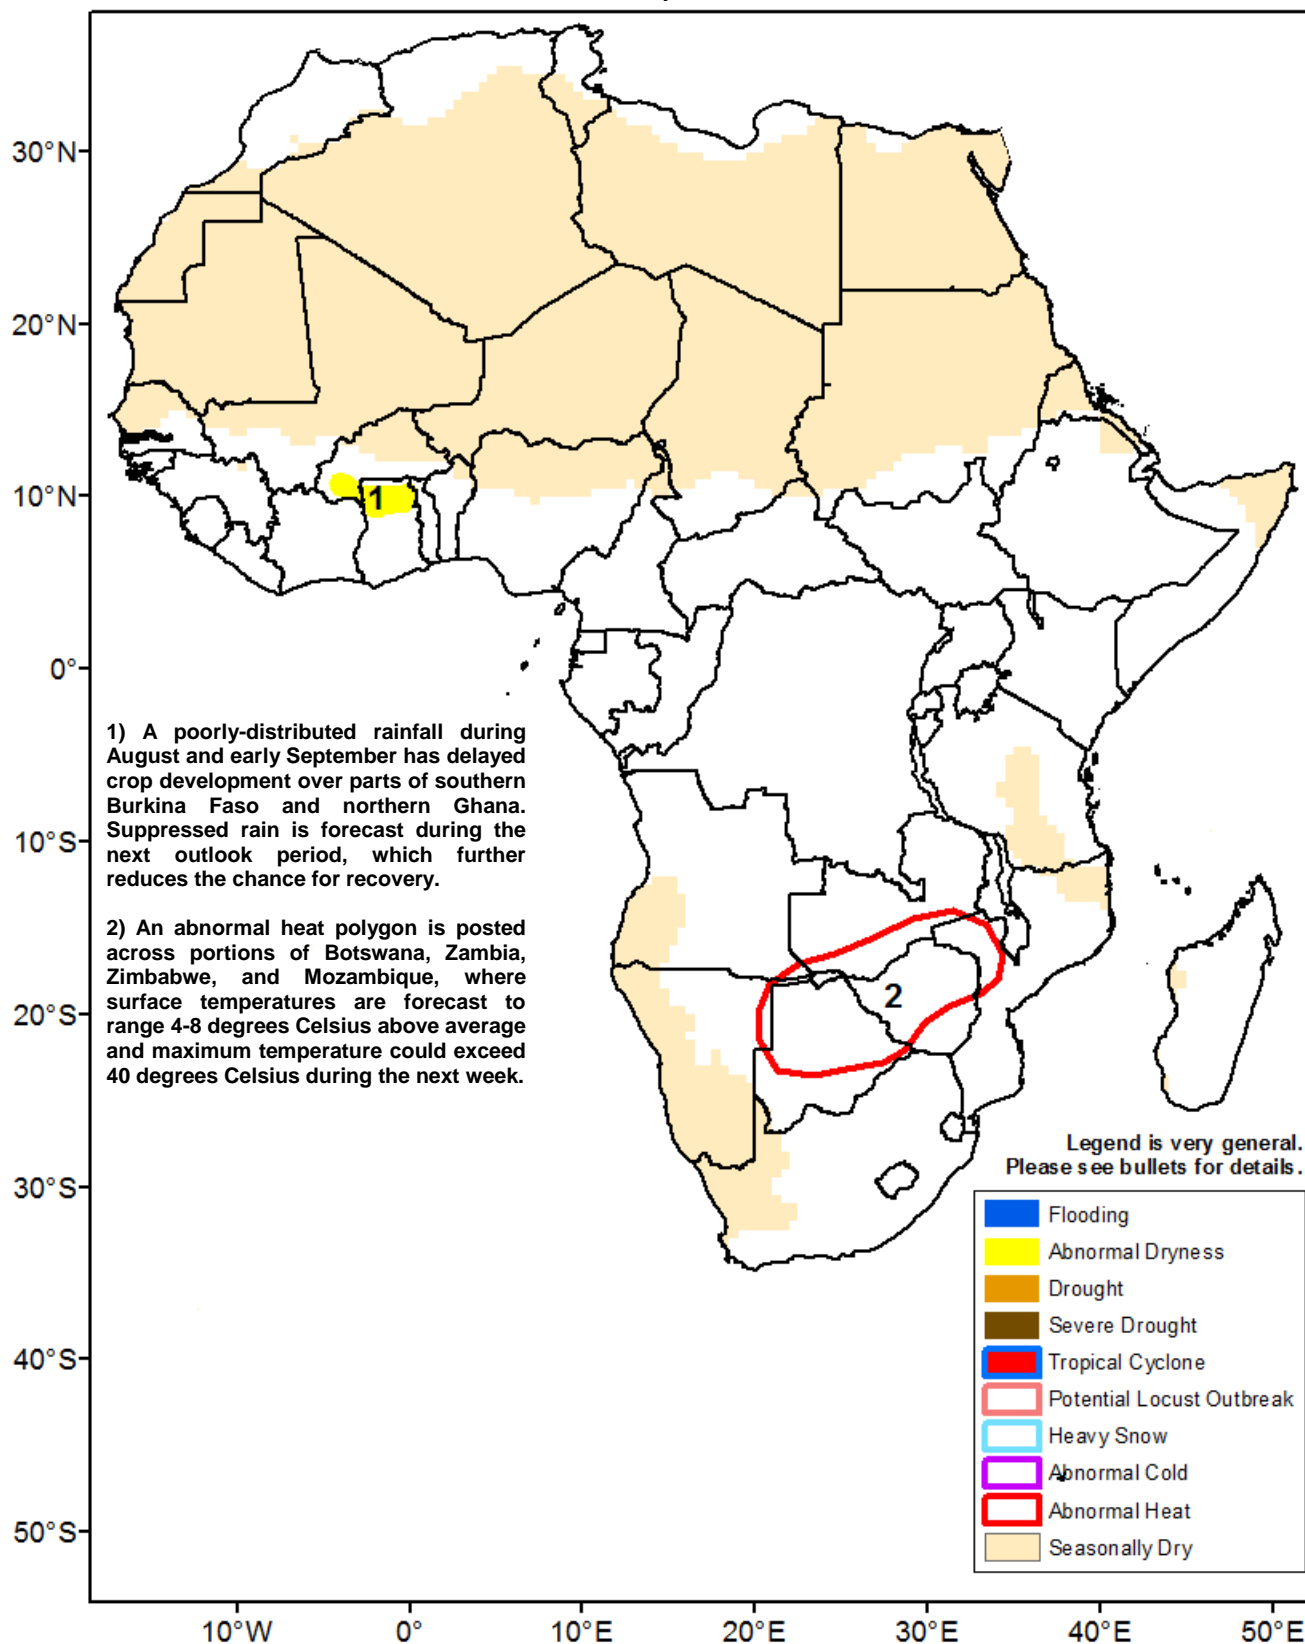 30°N
20°N
10°N
0°
10°S
20°S
30°S
40°S
50°S
1
2
1) A poorly-distributed rainfall during
August and early September has delayed
crop development over parts of southern
Burkina Faso and northern Ghana.
Suppressed rain is forecast during the
next outlook period, which further
reduces the chance for recovery.
2) An abnormal heat polygon is posted
across portions of Botswana, Zambia,
Zimbabwe, and Mozambique, where
surface temperatures are forecast to
range 4-8 degrees Celsius above average
and maximum temperature could exceed
40 degrees Celsius during the next week.
Legend is very general.
Please see bullets for details.
Flooding
Abnormal Dryness
Drought
Severe Drought
Tropical Cyclone
Potential Locust Outbreak
Heavy Snow
Abnormal Cold
Abnormal Heat
Seasonally Dry
10°W 0° 10°E 20°E 30°E 40°E 50°E